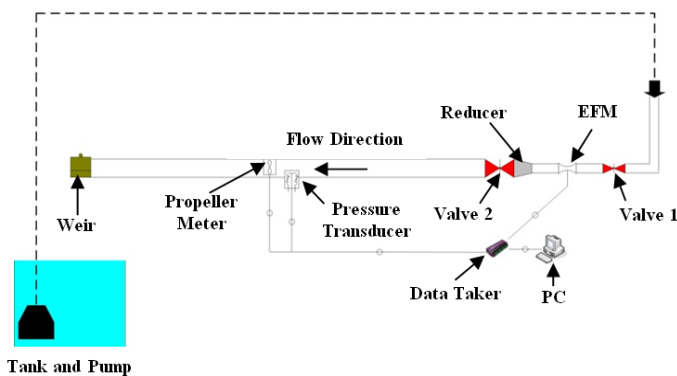 Reducer
EFM
Flow Direction
Propeller
Meter
Pressure
Transducer
Valve 2
Valve 1
Weir
Data Taker
PC
Tank and Pump